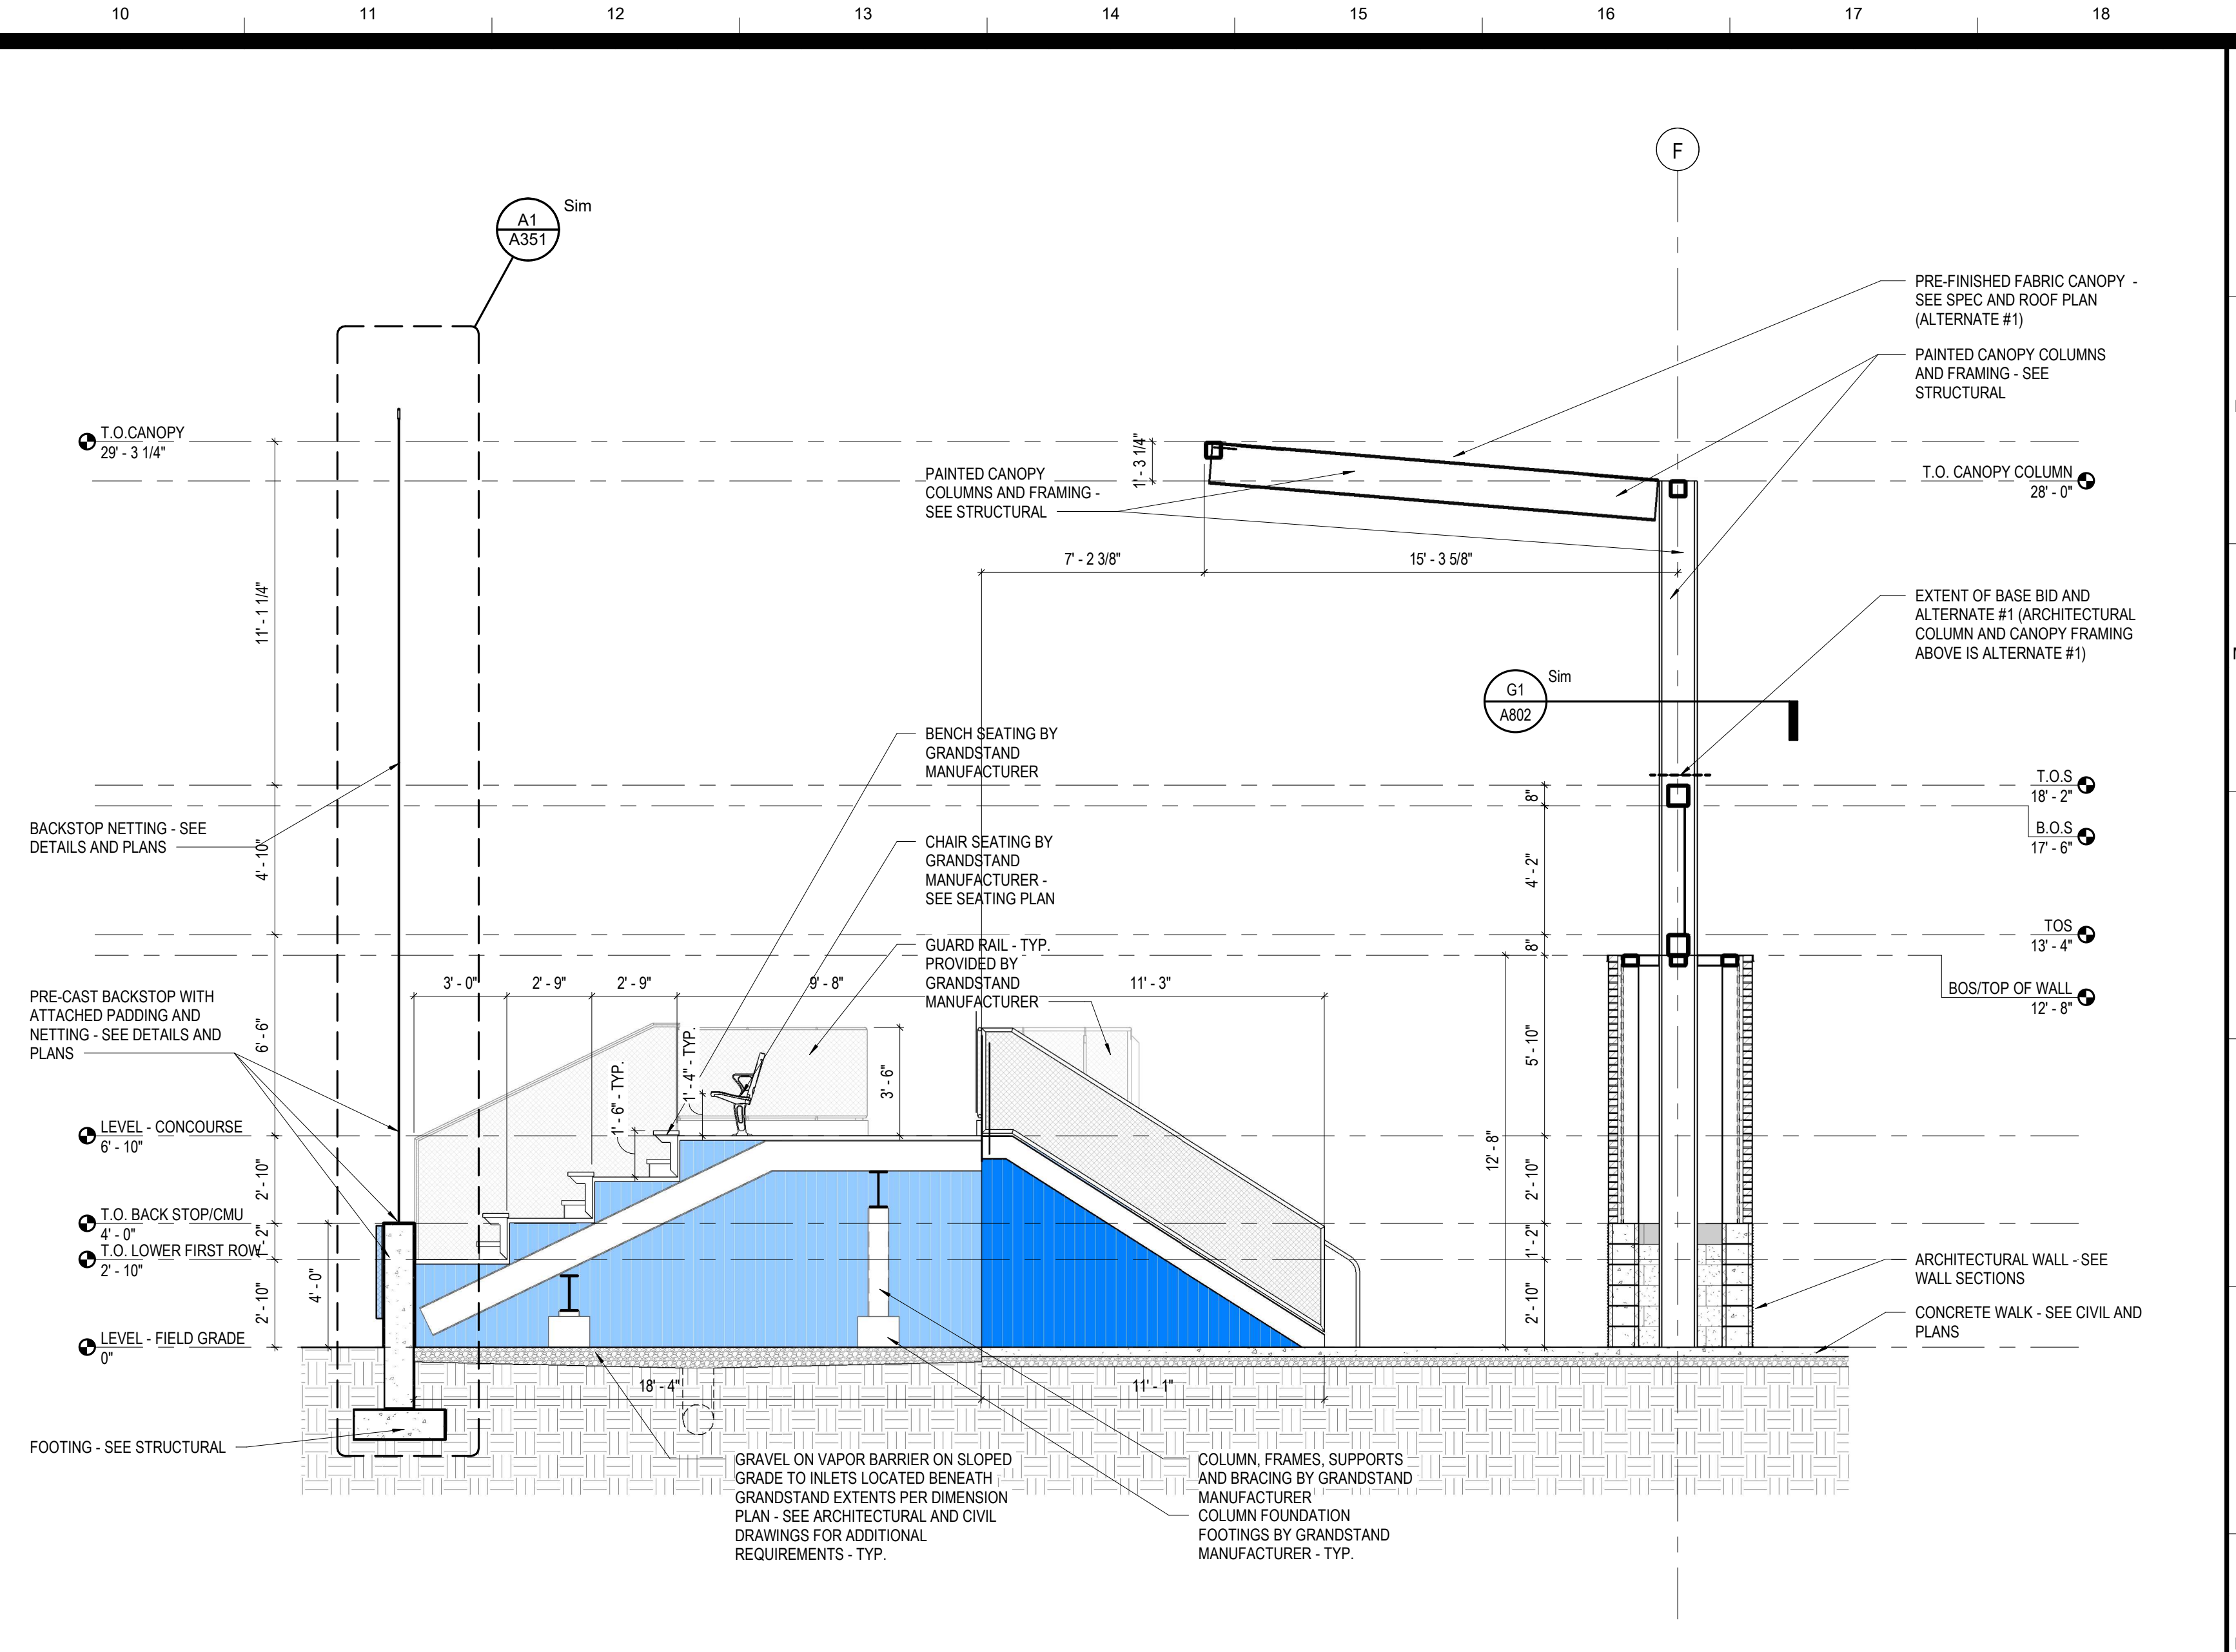 10
11
12
13
14
15
16
17
18
F
A1
A351
Sim
PRE-FINISHED FABRIC CANOPY -
SEE SPEC AND ROOF PLAN
(ALTERNATE #1)
PAINTED CANOPY COLUMNS
AND FRAMING - SEE
STRUCTURAL
T.O.CANOPY
29' - 3 1/4"
1' - 3 1/4"
PAINTED CANOPY
COLUMNS AND FRAMING -
SEE STRUCTURAL
T.O. CANOPY COLUMN
28' - 0"
7' - 2 3/8"
15' - 3 5/8"
11' - 1 1/4"
EXTENT OF BASE BID AND
ALTERNATE #1 (ARCHITECTURAL
COLUMN AND CANOPY FRAMING
ABOVE IS ALTERNATE #1)
G1
A802
Sim
BENCH SEATING BY
GRANDSTAND
MANUFACTURER
T.O.S
18' - 2"
8"
B.O.S
17' - 6"
BACKSTOP NETTING - SEE
DETAILS AND PLANS
4' - 10"
CHAIR SEATING BY
GRANDSTAND
MANUFACTURER -
SEE SEATING PLAN
4' - 2"
TOS
13' - 4"
8"
GUARD RAIL - TYP.
PROVIDED BY
GRANDSTAND
MANUFACTURER
3' - 0"
2' - 9"
2' - 9"
9' - 8"
11' - 3"
BOS/TOP OF WALL
12' - 8"
PRE-CAST BACKSTOP WITH
ATTACHED PADDING AND
NETTING - SEE DETAILS AND
PLANS
6' - 6"
5' - 10"
1' - 6" - TYP.
1' - 4" - TYP.
3' - 6"
LEVEL - CONCOURSE
6' - 10"
12' - 8"
2' - 10"
2' - 10"
T.O. BACK STOP/CMU
4' - 0"
1' - 2"
1' - 2"
T.O. LOWER FIRST ROW
2' - 10"
4' - 0"
2' - 10"
2' - 10"
ARCHITECTURAL WALL - SEE
WALL SECTIONS
CONCRETE WALK - SEE CIVIL AND
PLANS
LEVEL - FIELD GRADE
0"
18' - 4"
11' - 1"
FOOTING - SEE STRUCTURAL
GRAVEL ON VAPOR BARRIER ON SLOPED
GRADE TO INLETS LOCATED BENEATH
GRANDSTAND EXTENTS PER DIMENSION
PLAN - SEE ARCHITECTURAL AND CIVIL
DRAWINGS FOR ADDITIONAL
REQUIREMENTS - TYP.
COLUMN, FRAMES, SUPPORTS
AND BRACING BY GRANDSTAND
MANUFACTURER
COLUMN FOUNDATION
FOOTINGS BY GRANDSTAND
MANUFACTURER - TYP.